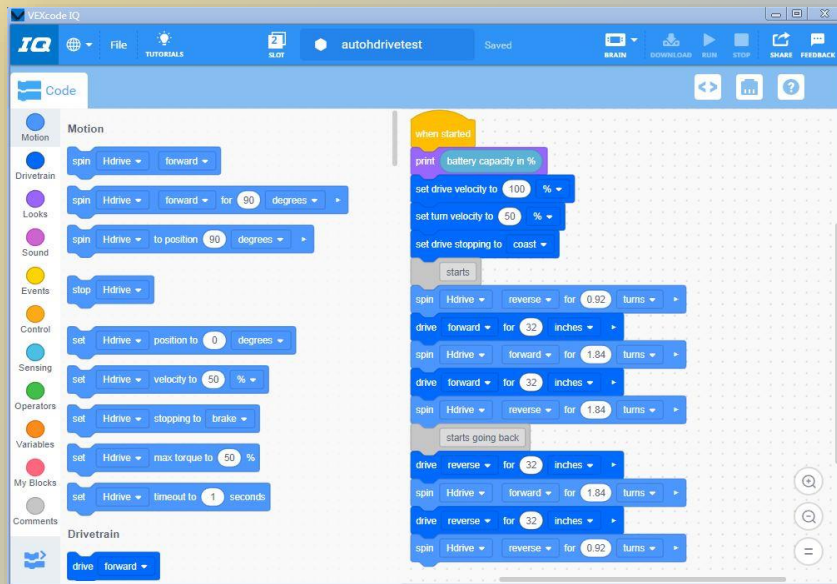 VEXcode IQ
IQ
File
TUTORIALS
2
SLOT
autohdrivetest
Saved
BRAIN
DOWNLOAD
RUN
STOP
SHARE
FEEDBACK
Code
Motion
Drivetrain
Looks
Sound
Events
Control
Sensing
Operators
Variables
My Blocks
Comments
Motion
spin Hdrive forward
spin Hdrive forward for 90 degrees
spin Hdrive to position 90 degrees
stop Hdrive
set Hdrive position to 0 degrees
set Hdrive velocity to 50 %
set Hdrive stopping to brake
set Hdrive max torque to 50 %
set Hdrive timeout to 1 seconds
Drivetrain
drive forward
when started
print battery capacity in %
set drive velocity to 100 %
set turn velocity to 50 %
set drive stopping to coast
starts
spin Hdrive reverse for 0.92 turns
drive forward for 32 inches
spin Hdrive forward for 1.84 turns
drive forward for 32 inches
spin Hdrive reverse for 1.84 turns
starts going back
drive reverse for 32 inches
spin Hdrive forward for 1.84 turns
drive reverse for 32 inches
spin Hdrive reverse for 0.92 turns